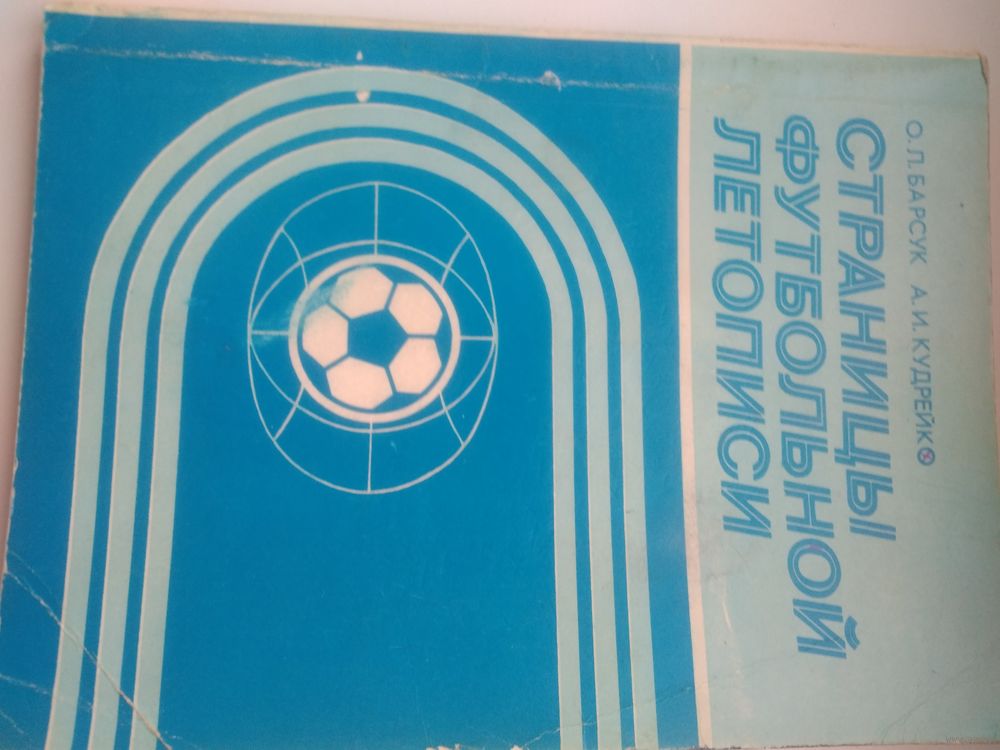 О. Л. БАРСУК А. И. КУДРЕЙКО
СТРАНИЦЫ
ФУТБОЛЬНОЙ
ЛЕТОПИСИ